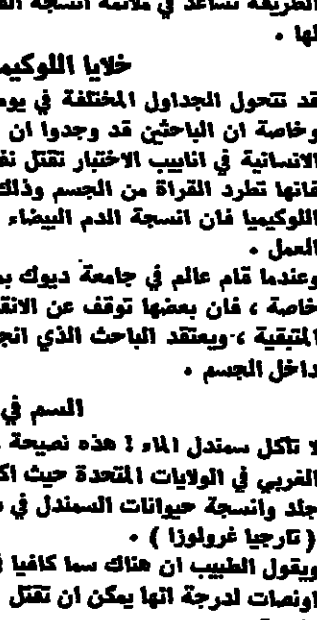 الطريقة تساعد في ملائمة انسجة
لها .
خلايا اللوكيم
قد تتحول الجداول المختلفة في يوم
وخاصة ان الباحثين قد وجدوا ان
الانسانية في انابيب الاختبار تقتل نف
فانها تطرد القراة من الجسم وذلك
اللوكيميا فان انسجة الدم البيضاء
العمل .
وعندما قام عالم في جامعة ديوك بم
خاصة ، فان بعضها توقف عن الانق
المتبقية ، ويعتقد الباحث الذي انج
داخل الجسم .
السم في
لا تاكل سمندل الماء ! هذه نصيحة
الغربي في الولايات المتحدة حيث اك
جلد وانسجة حيوانات السمندل في
( تارجيا غرولوزا ) .
ويقول الطبيب ان هناك سما كافيا في
اونصات لدرجة انها يمكن ان تقتل